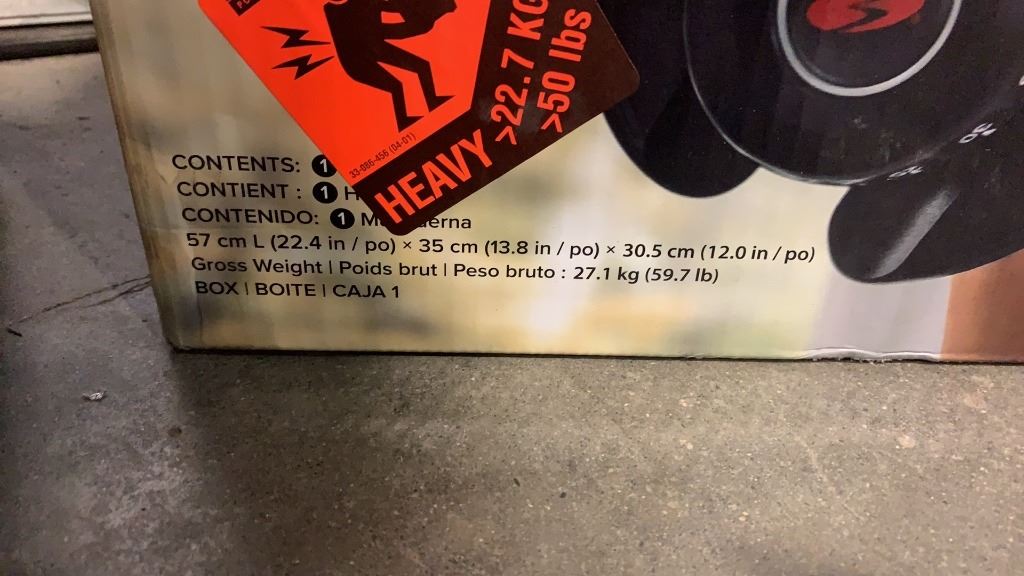 HEAVY >22.7 KG
>50 lbs
33-086-456 (04-01)
CONTENTS: 1
CONTIENT : 1 H
CONTENIDO: 1 M erna
57 cm L (22.4 in / po) × 35 cm (13.8 in / po) × 30.5 cm (12.0 in / po)
Gross Weight | Poids brut | Peso bruto : 27.1 kg (59.7 lb)
BOX | BOITE | CAJA 1